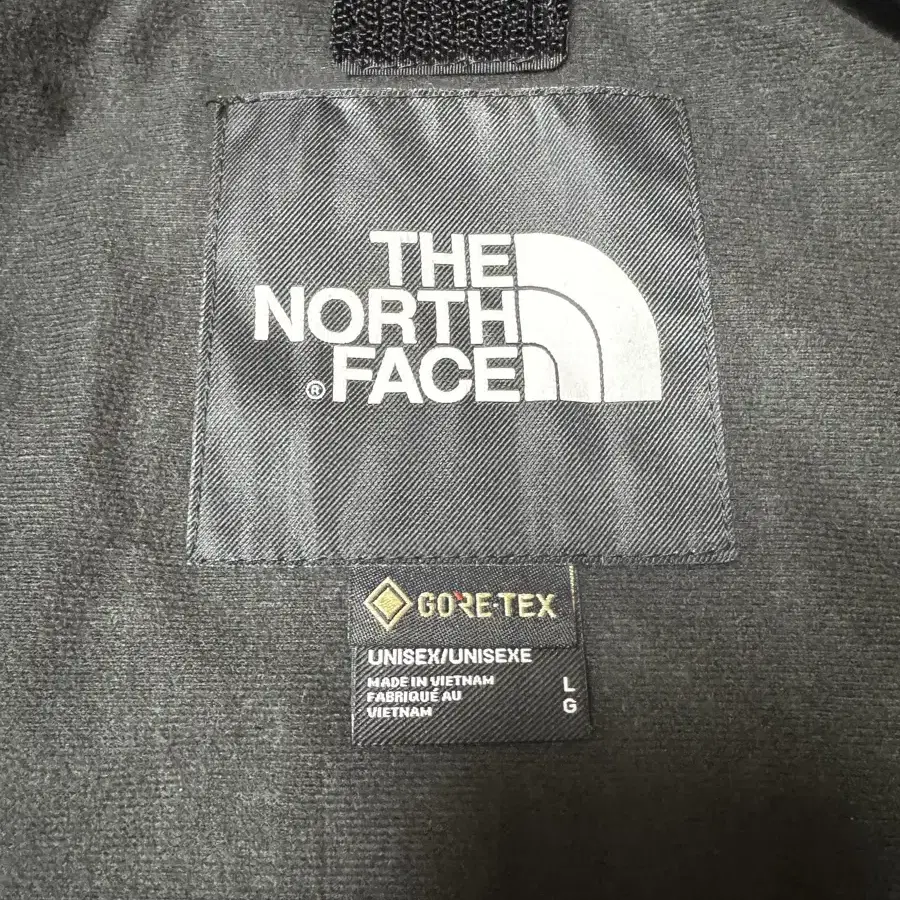 THE
NORTH
® FACE
GORE-TEX
UNISEX/UNISEXE
MADE IN VIETNAM L
FABRIQUÉ AU G
VIETNAM